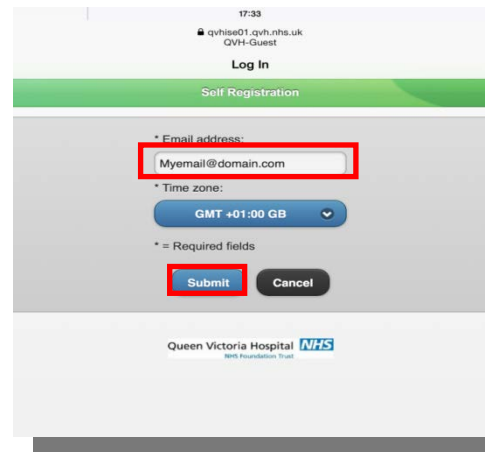 17:33
qvhise01.qvh.nhs.uk
QVH-Guest
Log In
Self Registration
* Email address:
Myemail@domain.com
* Time zone:
GMT +01:00 GB
* = Required fields
Submit Cancel
Queen Victoria Hospital NHS
NHS Foundation Trust